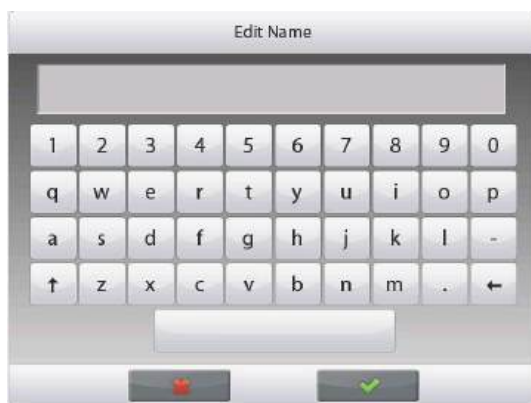 Edit Name
1 2 3 4 5 6 7 8 9 0
q w e r t y u i o p
a s d f g h j k l -
↑ z x c v b n m . ←